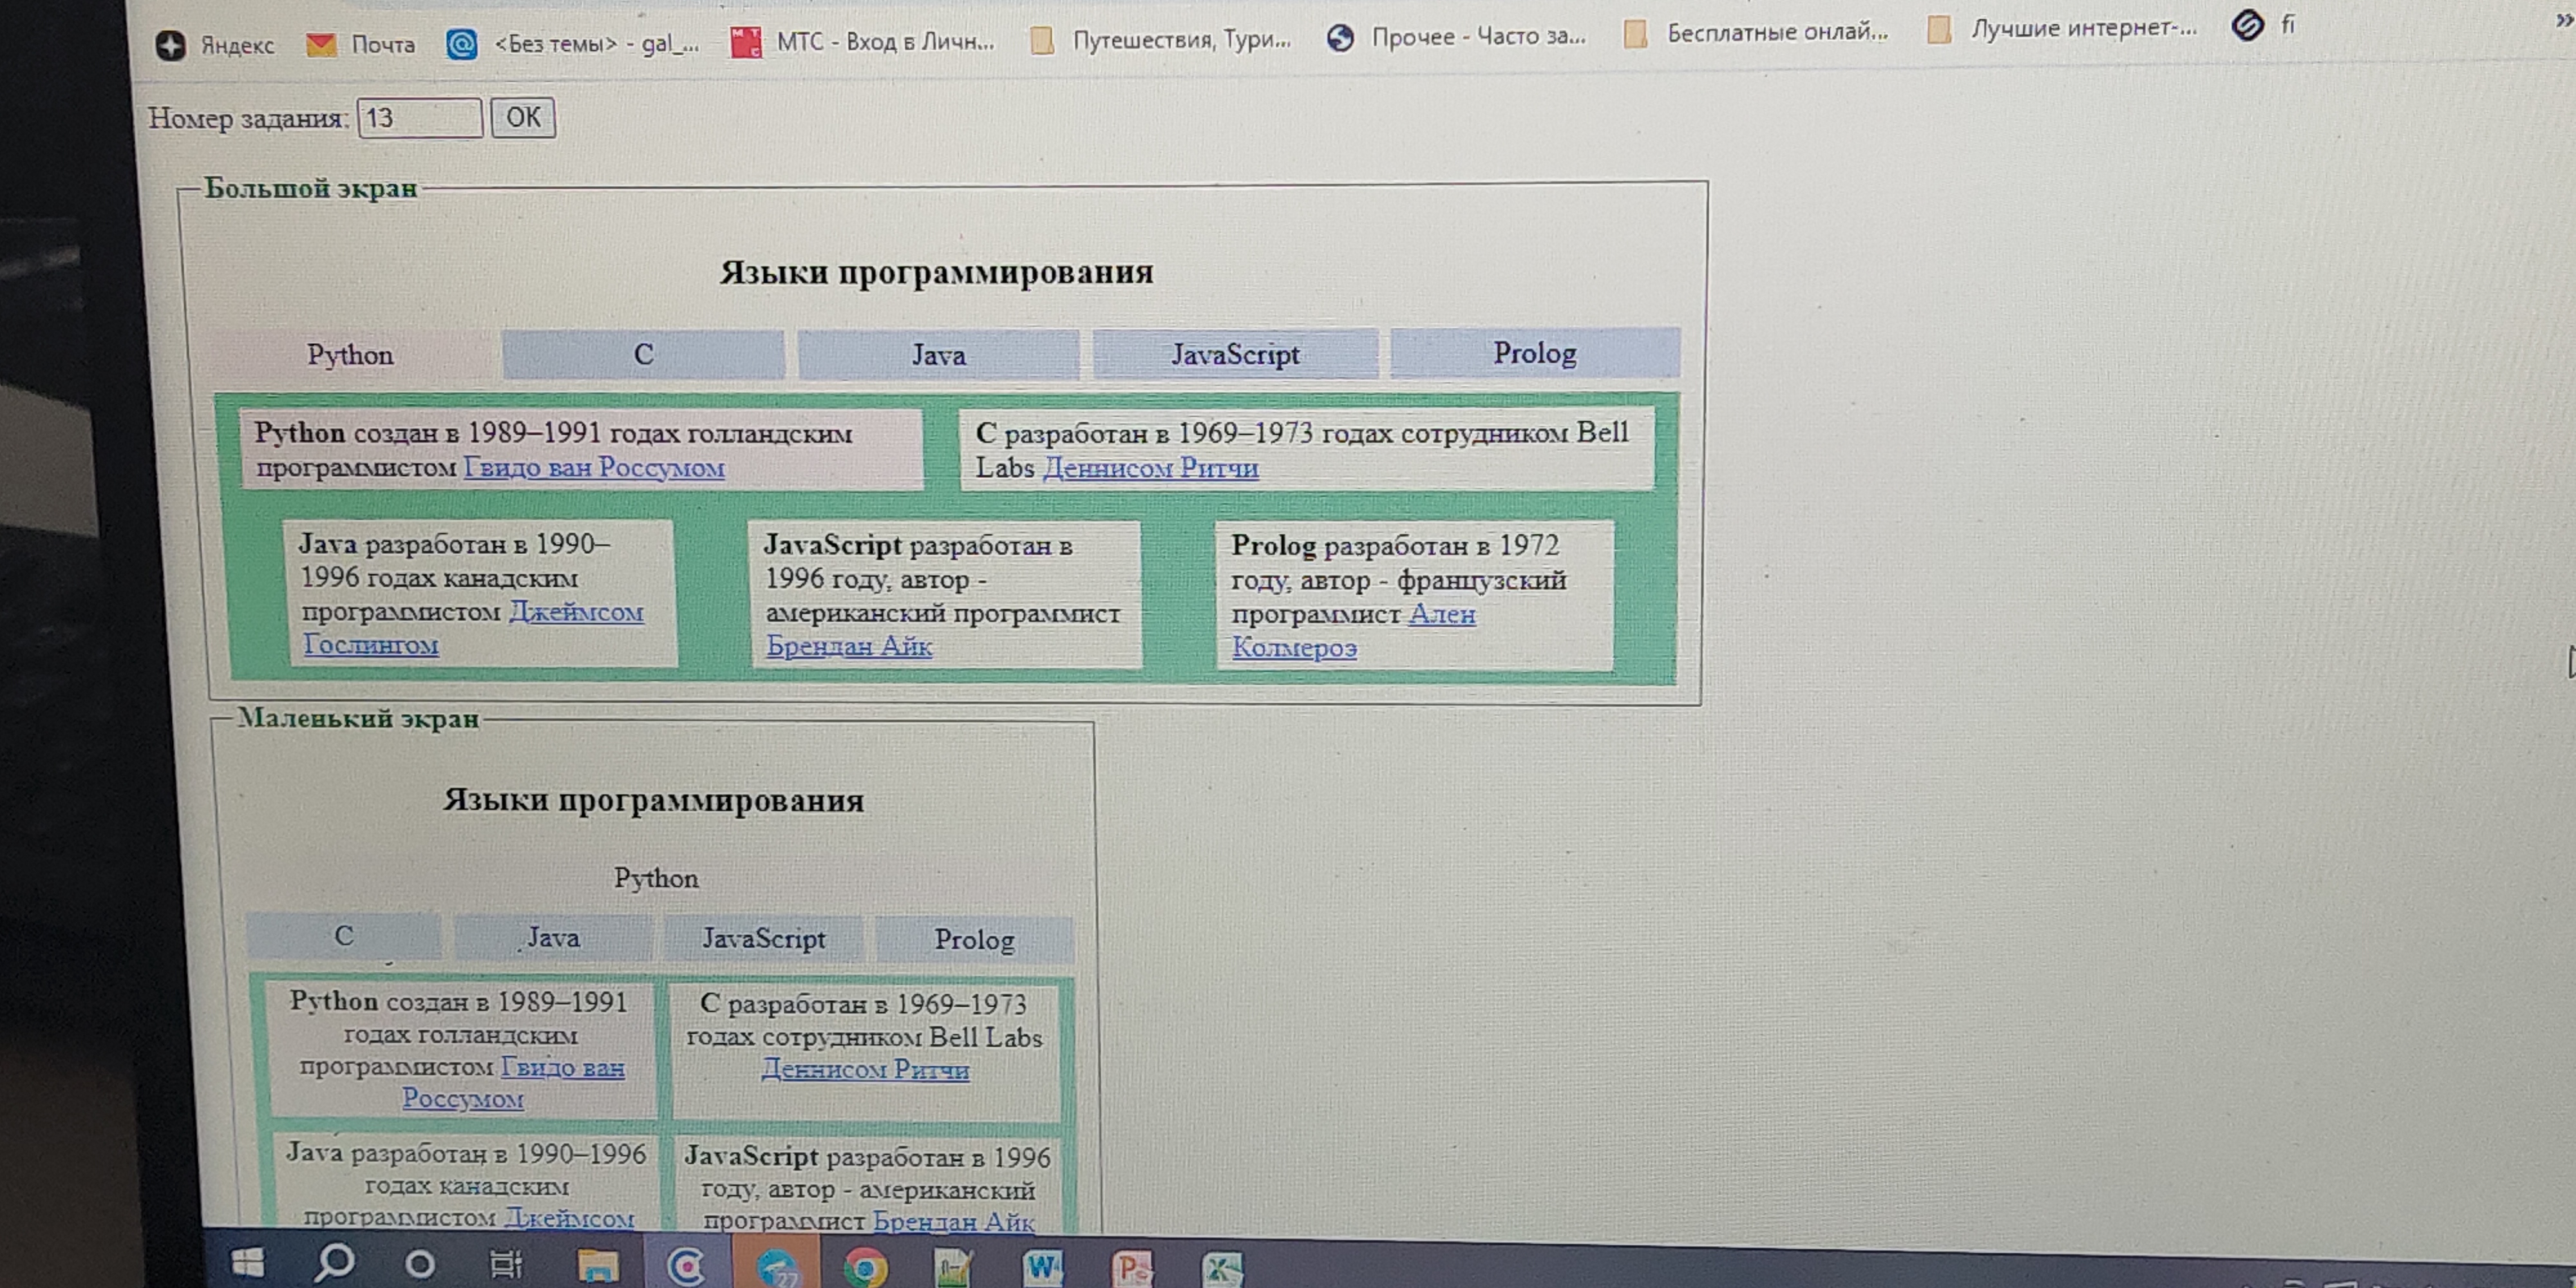 Яндекс Почта <Без темы> - gal_... МТС - Вход в Личн... Путешествия, Тури... Прочее - Часто за... Бесплатные онлай... Лучшие интернет-... fi »
Номер задания: 13 ОК
Большой экран
Языки программирования
Python C Java JavaScript Prolog
Python создан в 1989–1991 годах голландским
программистом Гвидо ван Россумом
C разработан в 1969–1973 годах сотрудником Bell
Labs Деннисом Ритчи
Java разработан в 1990–
1996 годах канадским
программистом Джеймсом
Гослингом
JavaScript разработан в
1996 году, автор -
американский программист
Брендан Айк
Prolog разработан в 1972
году, автор - французский
программист Ален
Колмероэ
Маленький экран
Языки программирования
Python
C Java JavaScript Prolog
Python создан в 1989–1991
годах голландским
программистом Гвидо ван
Россумом
C разработан в 1969–1973
годах сотрудником Bell Labs
Деннисом Ритчи
Java разработан в 1990–1996
годах канадским
программистом Джеймсом
JavaScript разработан в 1996
году, автор - американский
программист Брендан Айк
27